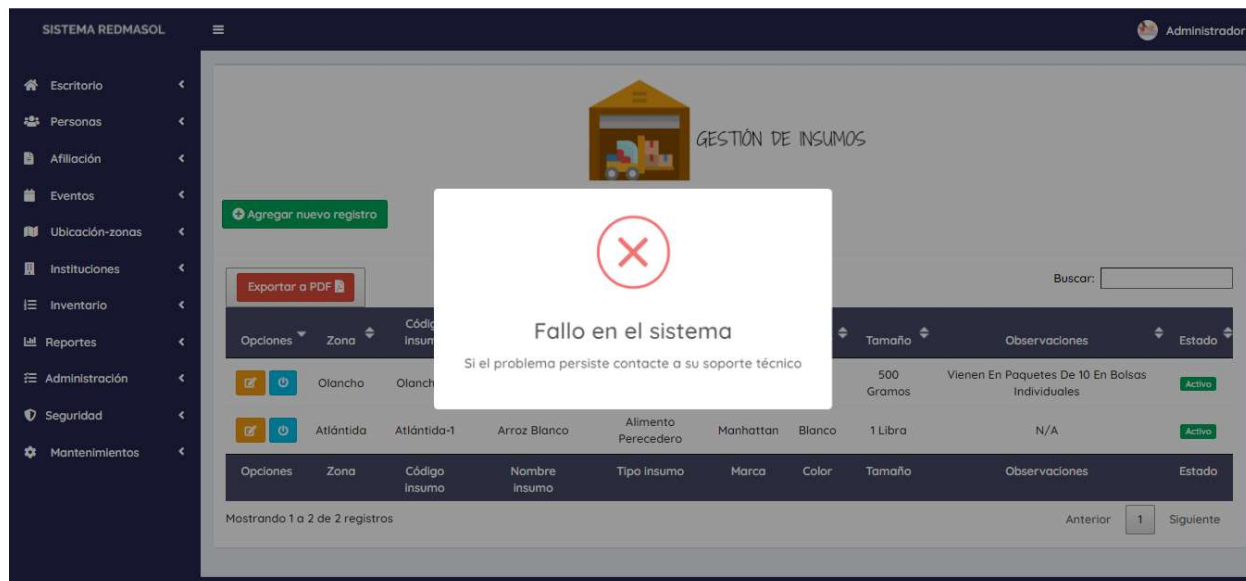 SISTEMA REDMASOL
Administrador
Escritorio
Personas
Afiliación
Eventos
Ubicación-zonas
Instituciones
Inventario
Reportes
Administración
Seguridad
Mantenimientos
GESTIÓN DE INSUMOS
Agregar nuevo registro
Exportar a PDF
Buscar:
Fallo en el sistema
Si el problema persiste contacte a su soporte técnico
Opciones Zona Tamaño Observaciones Estado
Olancho 500 Gramos Vienen En Paquetes De 10 En Bolsas Individuales Activo
Atlántida Atlántida-1 Arroz Blanco Alimento Perecedero Manhattan Blanco 1 Libra N/A Activo
Opciones Zona Código insumo Nombre insumo Tipo insumo Marca Color Tamaño Observaciones Estado
Mostrando 1 a 2 de 2 registros
Anterior 1 Siguiente